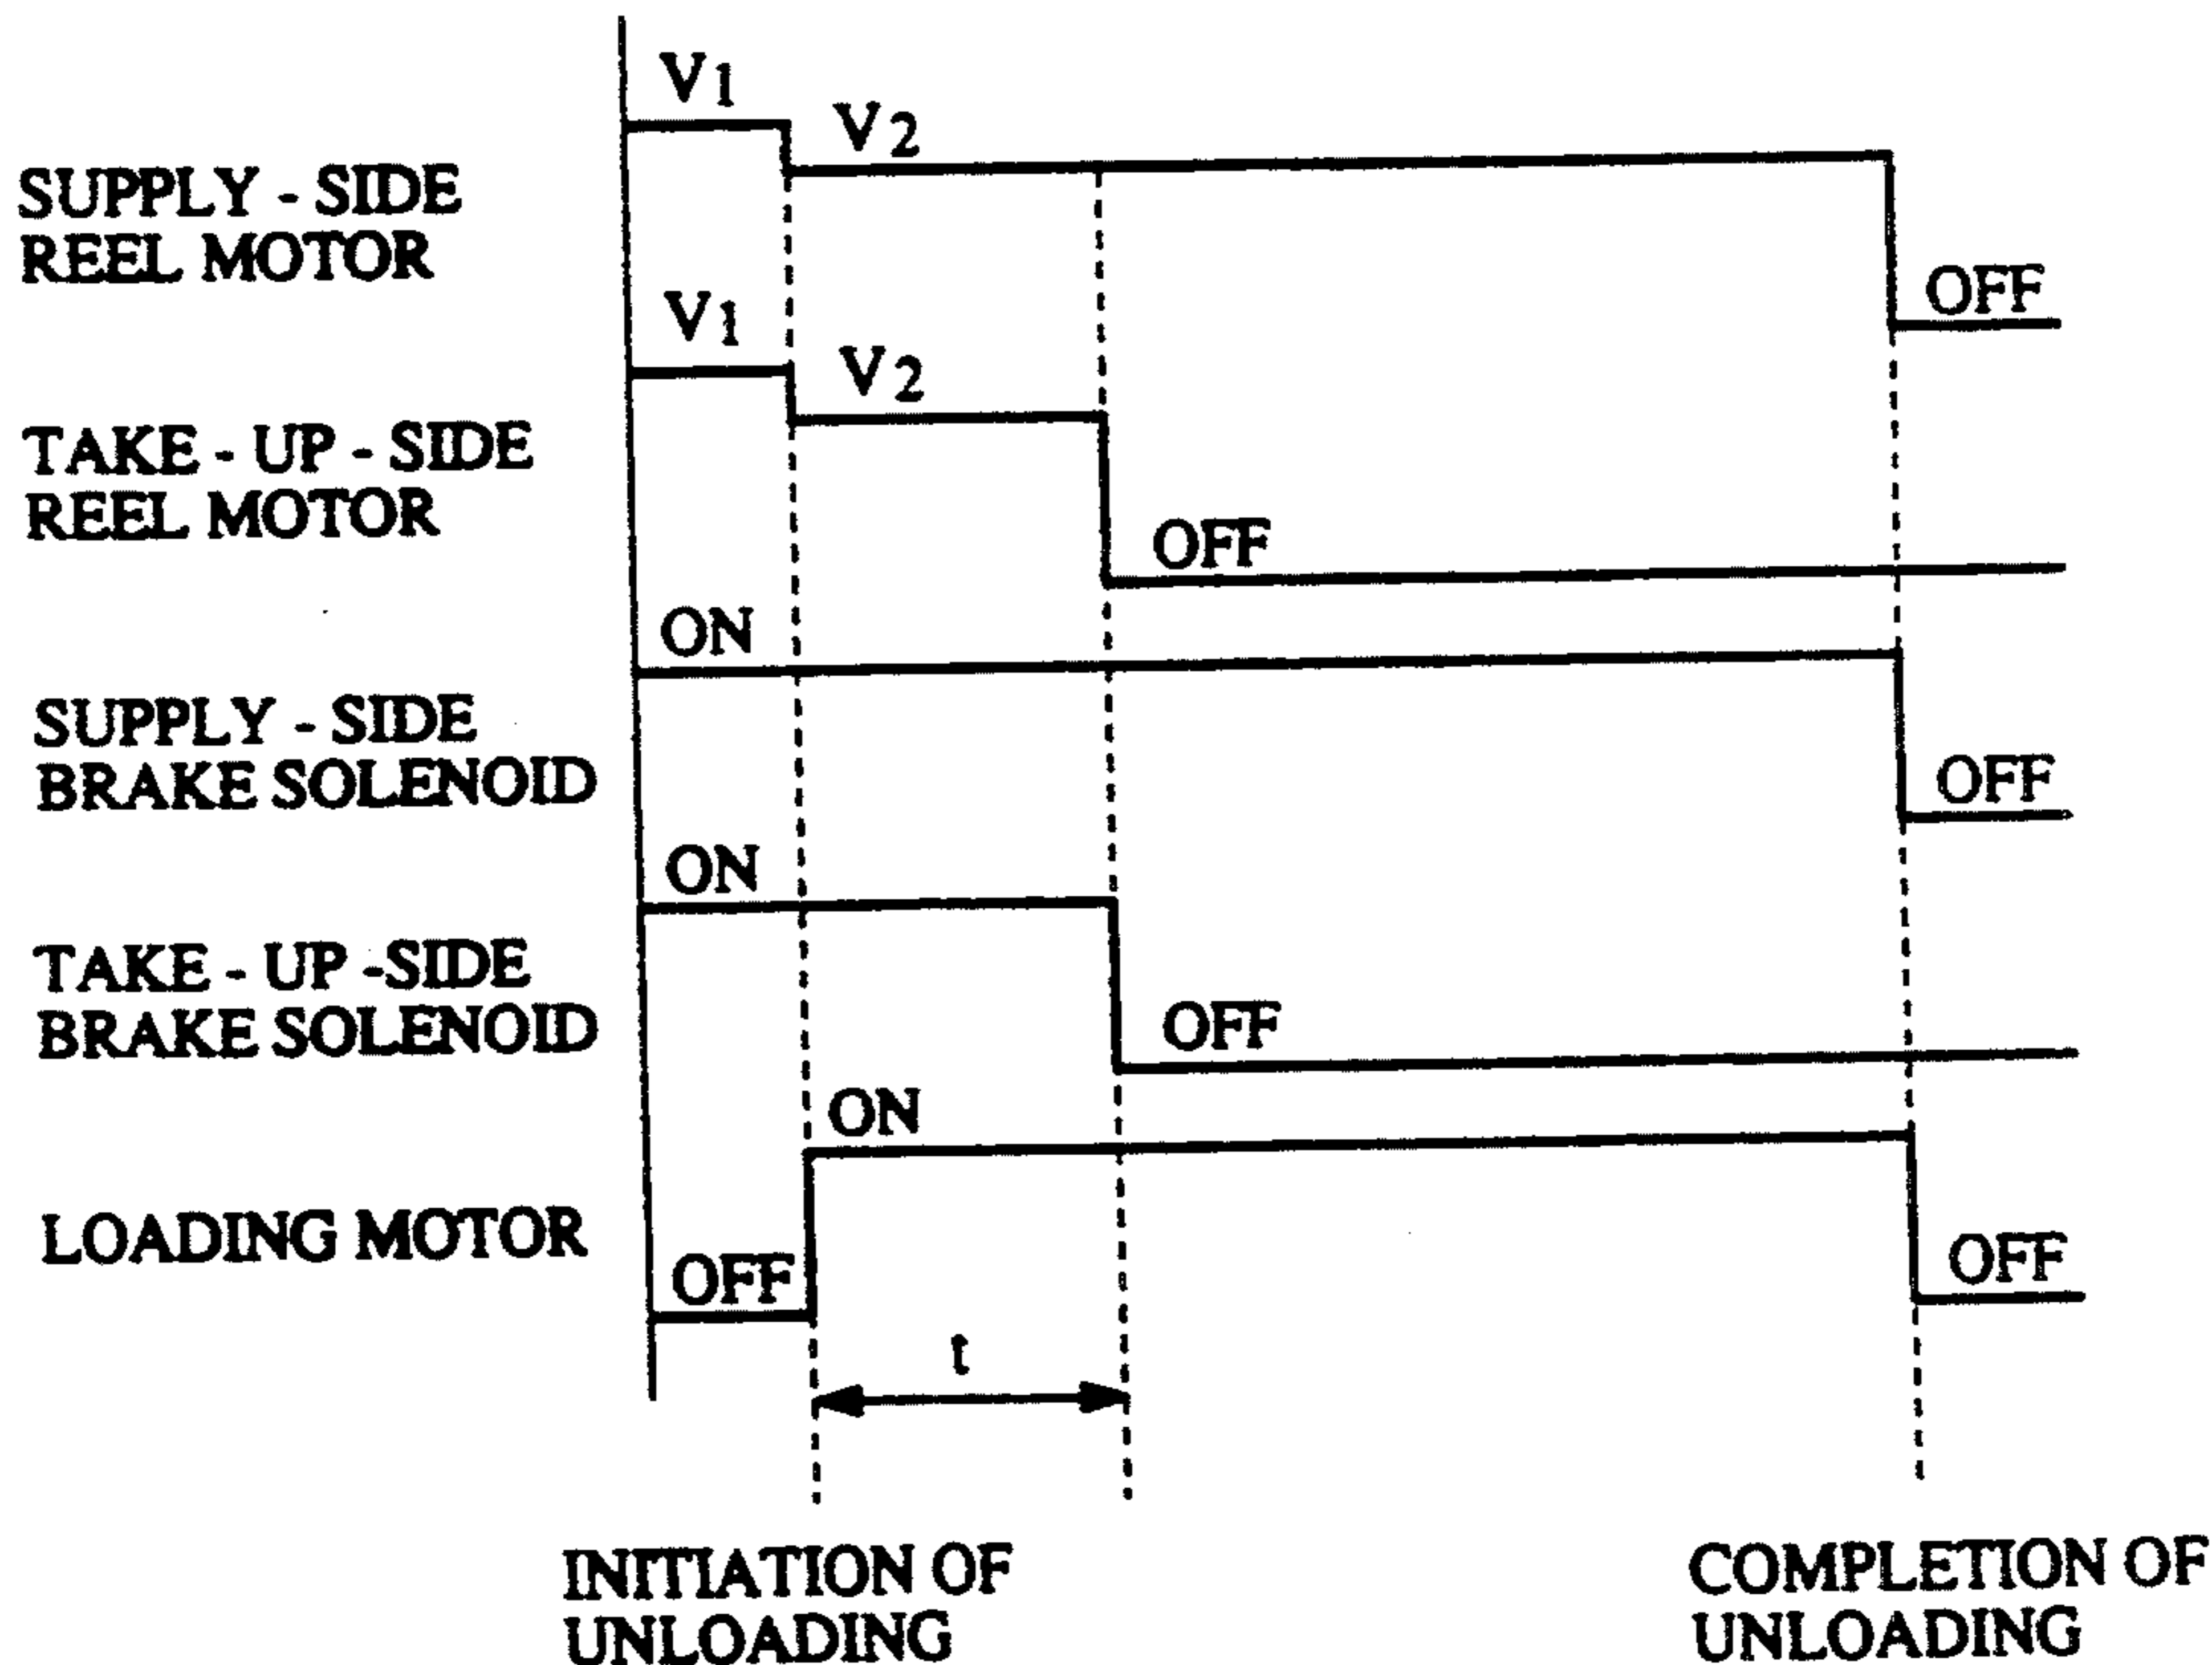 V1
V2
SUPPLY - SIDE
REEL MOTOR
OFF
V1
V2
TAKE - UP - SIDE
REEL MOTOR
OFF
ON
SUPPLY - SIDE
BRAKE SOLENOID
OFF
ON
TAKE - UP -SIDE
BRAKE SOLENOID
OFF
ON
LOADING MOTOR
OFF
OFF
t
INITIATION OF
UNLOADING
COMPLETION OF
UNLOADING